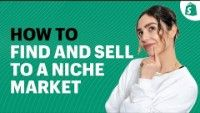 HOW TO
FIND AND SELL
TO A NICHE
MARKET